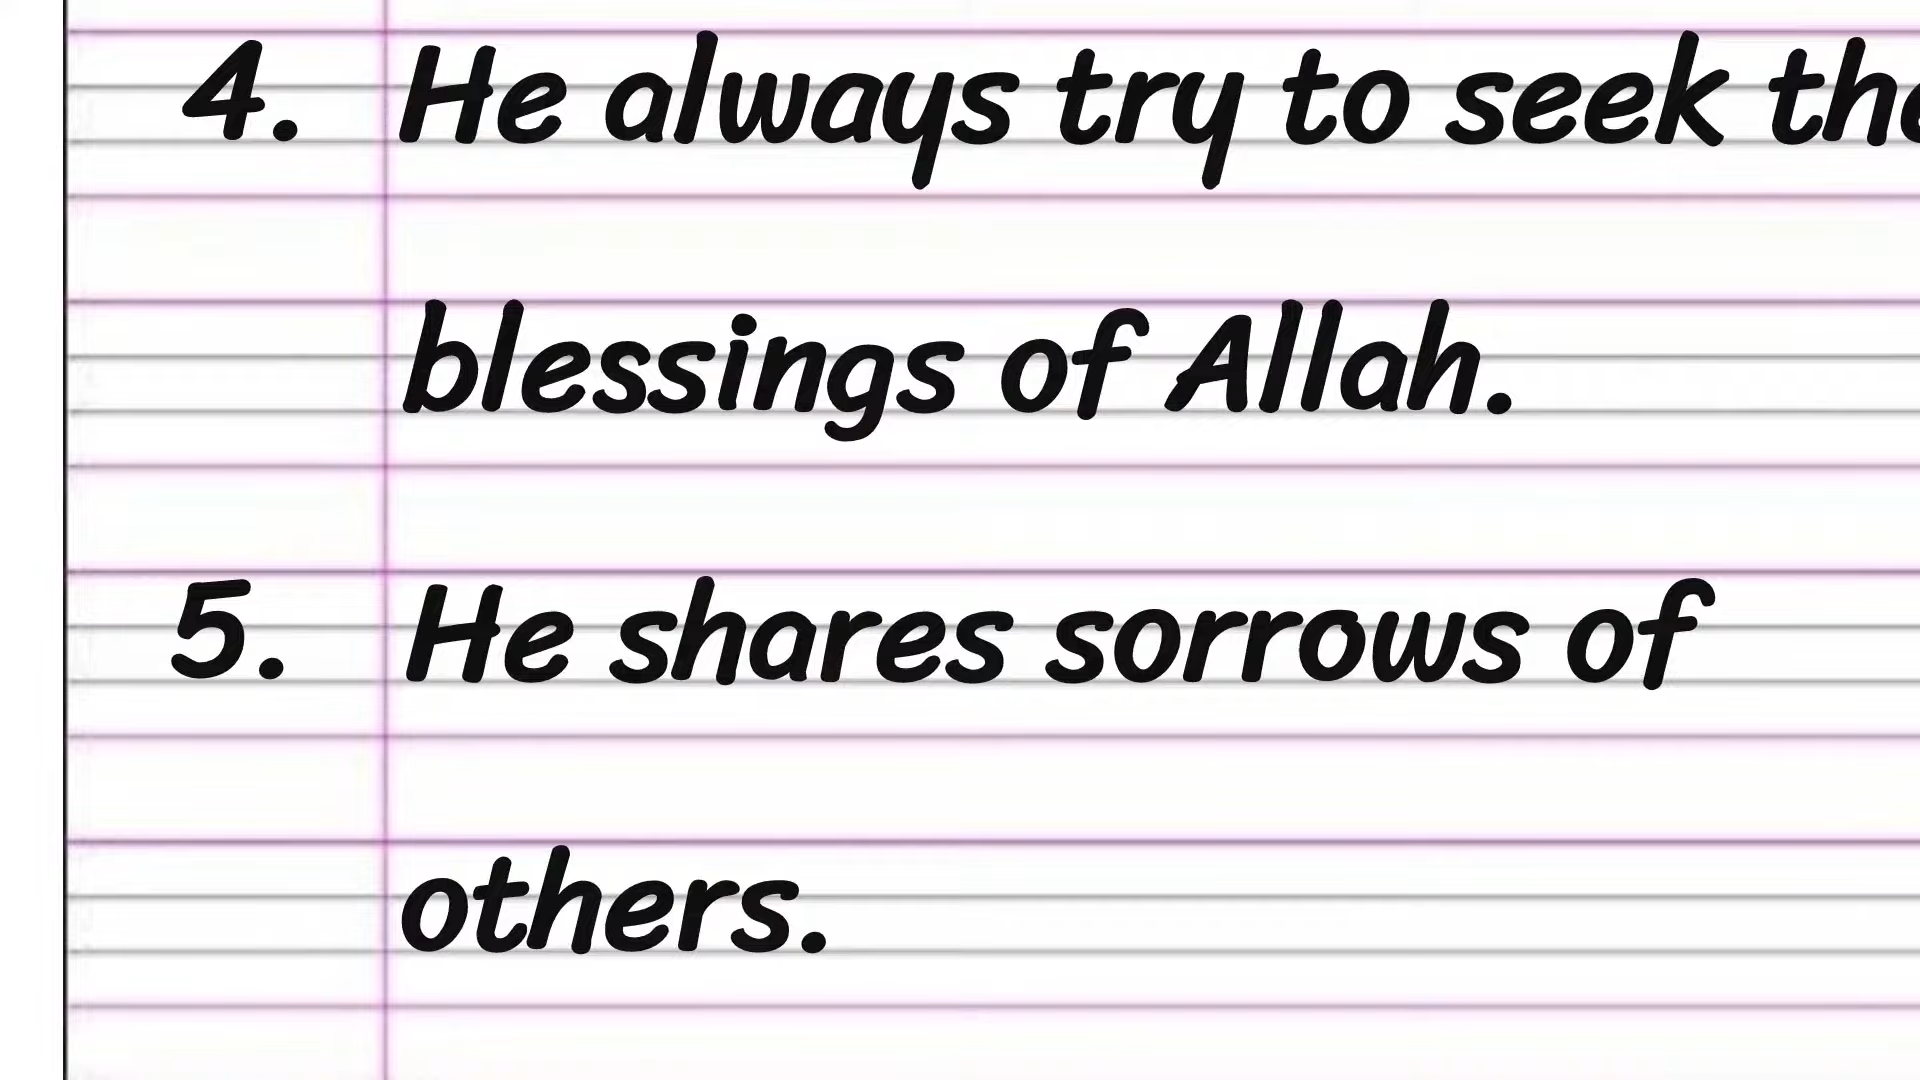 4. He always try to seek the
blessings of Allah.
5. He shares sorrows of
others.